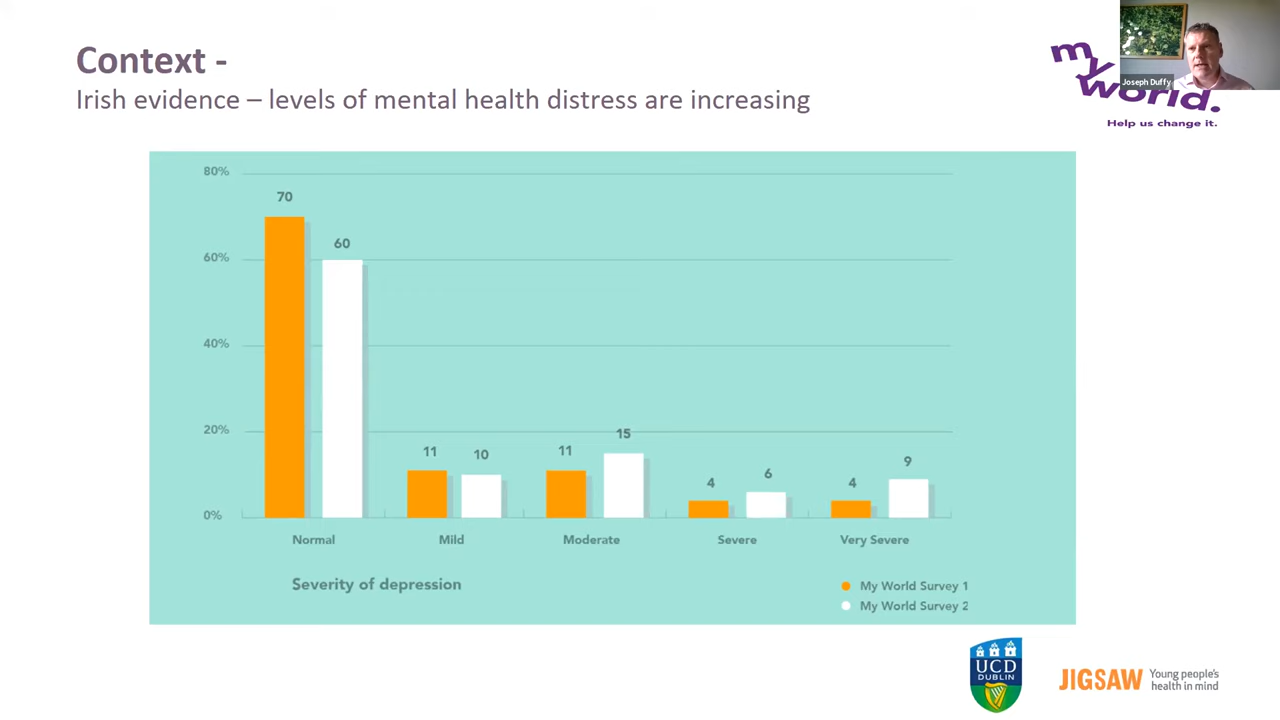 Context -
Irish evidence – levels of mental health distress are increasing
my
world.
Help us change it.
Joseph Duffy
80%
60%
40%
20%
0%
70
60
11
10
11
15
4
6
4
9
Normal
Mild
Moderate
Severe
Very Severe
Severity of depression
My World Survey 1
My World Survey 2
UCD
DUBLIN
JIGSAW
Young people's
health in mind